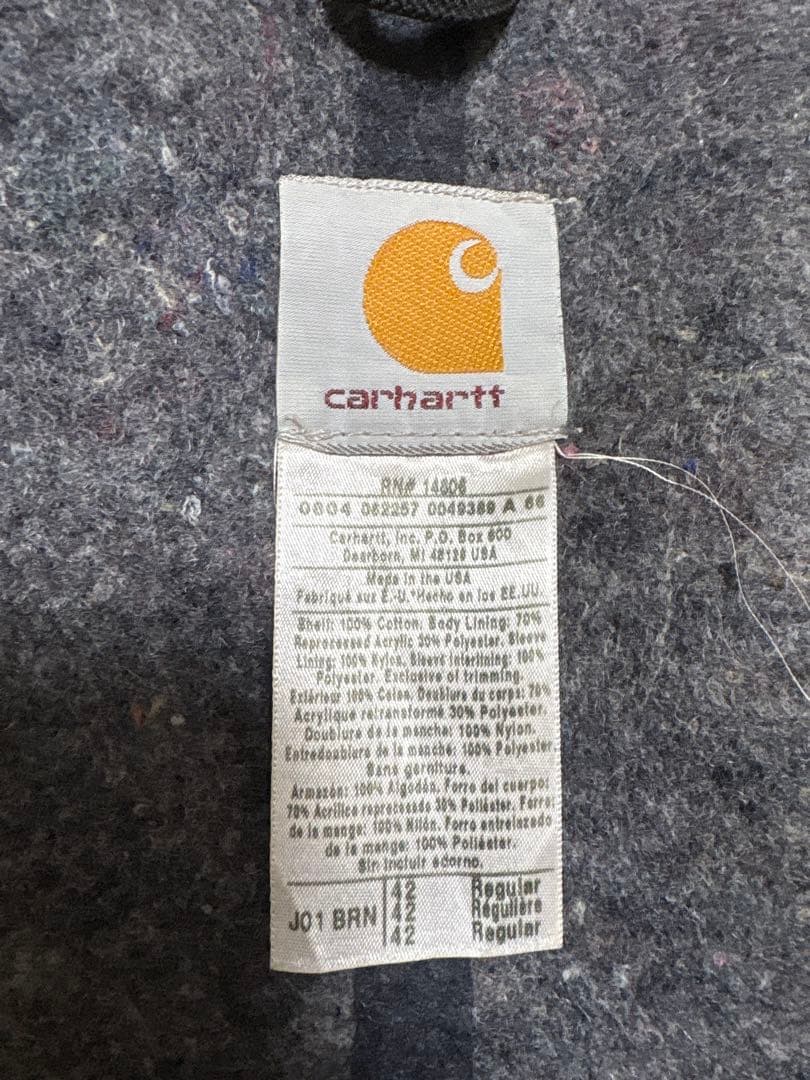 carhartt
RN# 14806
0804 082257 0049389 A 66
Carhartt, Inc. P.O. Box 600
Dearborn, MI 48126 USA
Made in the USA
Fabriqué aux É.-U.*Hecho en los EE.UU.
Shell: 100% Cotton. Body Lining: 70%
Reprocessed Acrylic 30% Polyester. Sleeve
Lining: 100% Nylon. Sleeve Interlining: 100%
Polyester. Exclusive of trimming.
Extérieur 100% Coton. Doublure du corps: 70%
Acrylique retransformé 30% Polyester.
Doublure de la manche: 100% Nylon.
Entredoublure de la manche: 100% Polyester.
Sans garniture.
Armazón: 100% Algodón. Forro del cuerpo:
70% Acrílico reprocesado 30% Poliéster. Forro
de la manga: 100% Nilón. Forro entrelazado
de la manga: 100% Poliéster.
Sin incluir adorno.
J01 BRN
42 Regular
42 Régulière
42 Regular